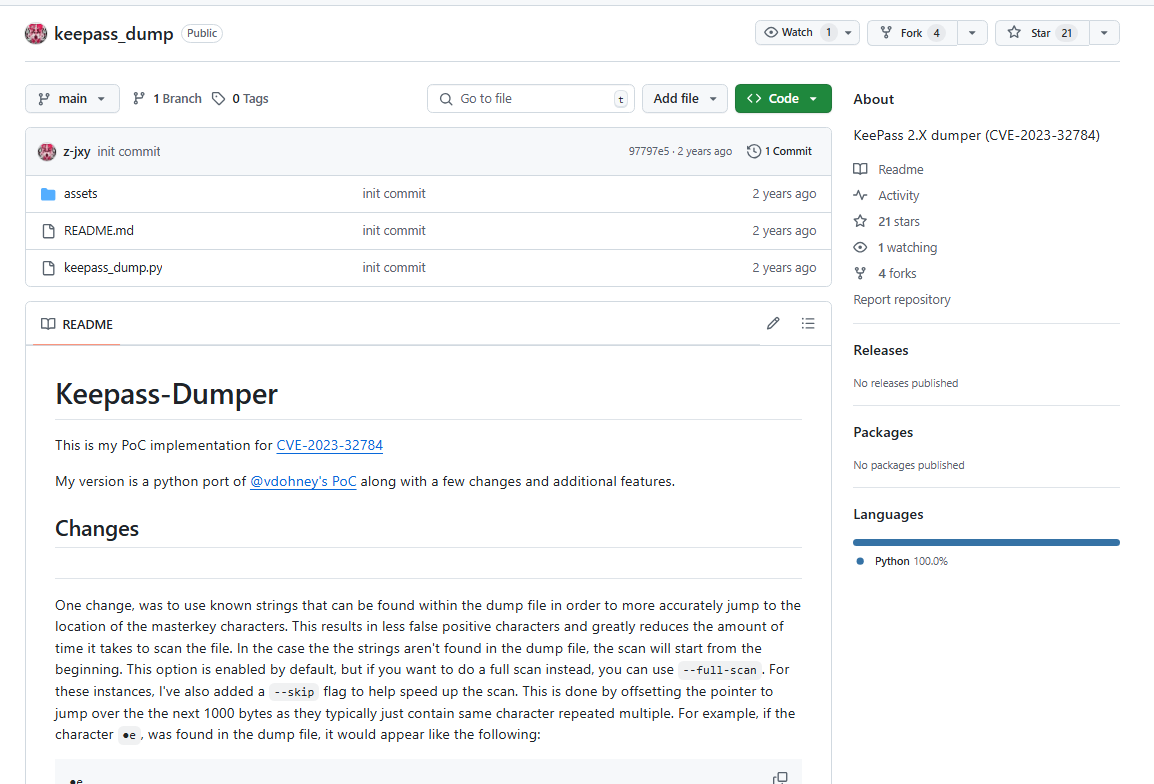 keepass_dump Public
Watch 1
Fork 4
Star 21
main
1 Branch
0 Tags
Go to file t
Add file
Code
z-jxy init commit
97797e5 · 2 years ago
1 Commit
assets init commit 2 years ago
README.md init commit 2 years ago
keepass_dump.py init commit 2 years ago
README
Keepass-Dumper
This is my PoC implementation for CVE-2023-32784
My version is a python port of @vdohney's PoC along with a few changes and additional features.
Changes
One change, was to use known strings that can be found within the dump file in order to more accurately jump to the
location of the masterkey characters. This results in less false positive characters and greatly reduces the amount of
time it takes to scan the file. In the case the the strings aren't found in the dump file, the scan will start from the
beginning. This option is enabled by default, but if you want to do a full scan instead, you can use --full-scan. For
these instances, I've also added a --skip flag to help speed up the scan. This is done by offsetting the pointer to
jump over the the next 1000 bytes as they typically just contain same character repeated multiple. For example, if the
character ●e, was found in the dump file, it would appear like the following:
●e
About
KeePass 2.X dumper (CVE-2023-32784)
Readme
Activity
21 stars
1 watching
4 forks
Report repository
Releases
No releases published
Packages
No packages published
Languages
Python 100.0%